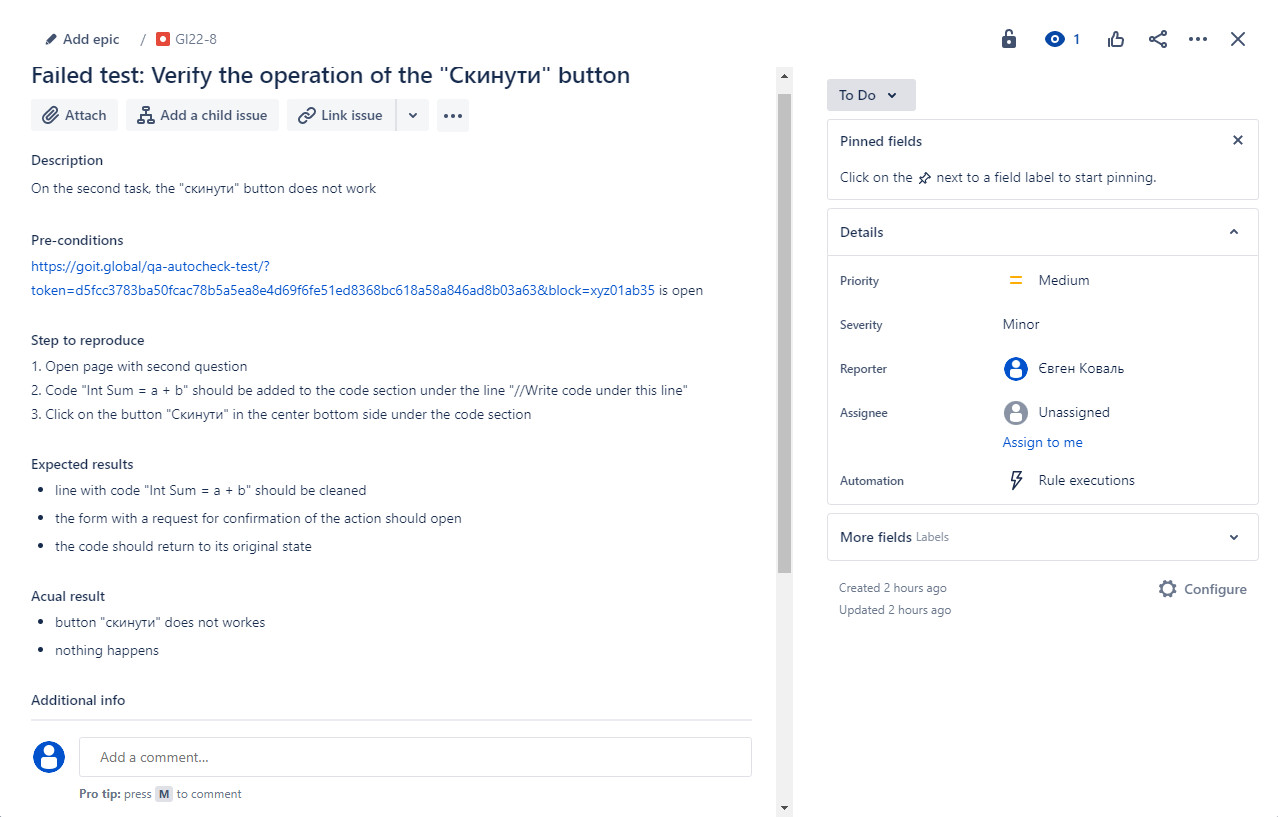 Add epic / GI22-8
1
Failed test: Verify the operation of the "Скинути" button
Attach
Add a child issue
Link issue
Description
On the second task, the "скинути" button does not work
Pre-conditions
https://goit.global/qa-autocheck-test/?
token=d5fcc3783ba50fcac78b5a5ea8e4d69f6fe51ed8368bc618a58a846ad8b03a63&block=xyz01ab35 is open
Step to reproduce
1. Open page with second question
2. Code "Int Sum = a + b" should be added to the code section under the line "//Write code under this line"
3. Click on the button "Скинути" in the center bottom side under the code section
Expected results
• line with code "Int Sum = a + b" should be cleaned
• the form with a request for confirmation of the action should open
• the code should return to its original state
Acual result
• button "скинути" does not workes
• nothing happens
Additional info
Add a comment...
Pro tip: press M to comment
To Do
Pinned fields
Click on the next to a field label to start pinning.
Details
Priority Medium
Severity Minor
Reporter Євген Коваль
Assignee Unassigned
Assign to me
Automation Rule executions
More fields Labels
Created 2 hours ago
Configure
Updated 2 hours ago